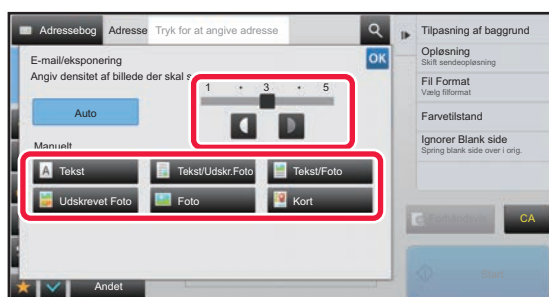 Adressebog Adresse Tryk for at angive adresse
E-mail/eksponering
Angiv densitet af billede der skal s
OK
1 · 3 · 5
Auto
Manuelt
Tekst Tekst/Udskr.Foto Tekst/Foto
Udskrevet Foto Foto Kort
Andet
Tilpasning af baggrund
Opløsning
Skift sendeopløsning
Fil Format
Vælg filformat
Farvetilstand
Ignorer Blank side
Spring blank side over i orig.
CA
Start